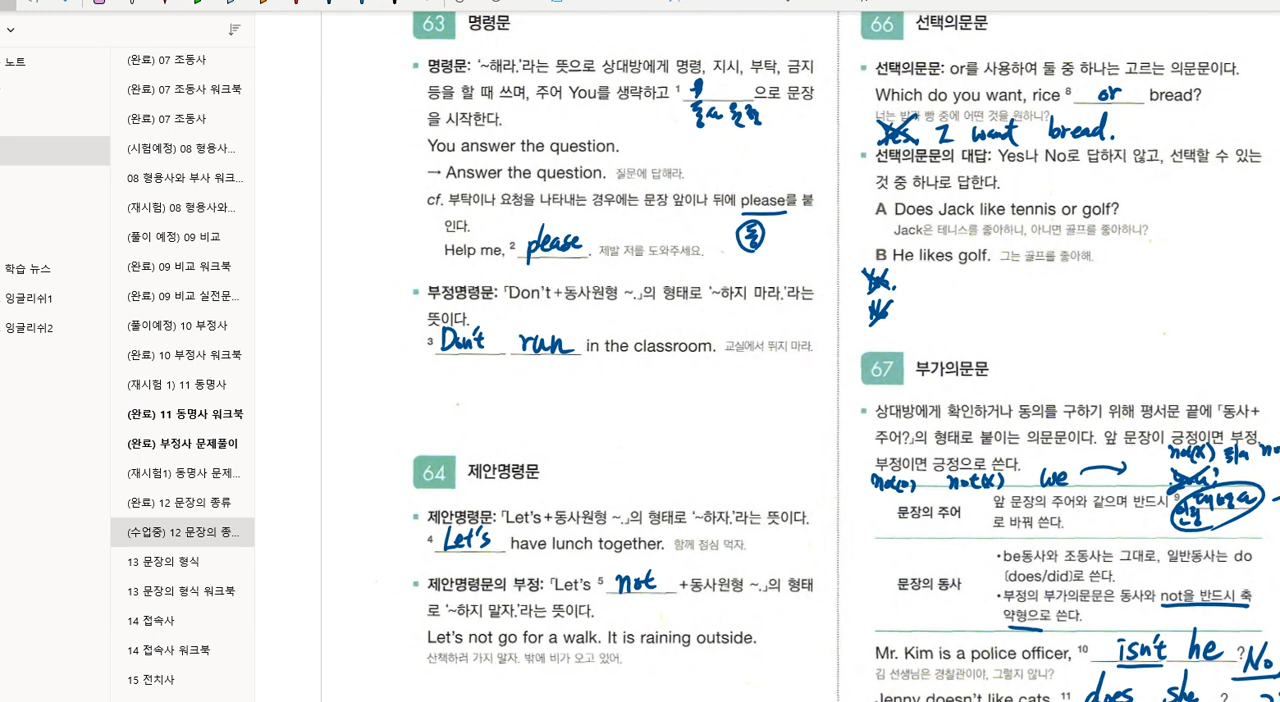 노트
학습 뉴스
잉글리쉬1
잉글리쉬2
(완료) 07 조동사
(완료) 07 조동사 워크북
(완료) 07 조동사
(시험예정) 08 형용사...
08 형용사와 부사 워크...
(재시험) 08 형용사와...
(풀이 예정) 09 비교
(완료) 09 비교 워크북
(완료) 09 비교 실전문...
(풀이예정) 10 부정사
(완료) 10 부정사 워크북
(재시험 1) 11 동명사
(완료) 11 동명사 워크북
(완료) 부정사 문제풀이
(재시험1) 동명사 문제...
(완료) 12 문장의 종류
(수업중) 12 문장의 종...
13 문장의 형식
13 문장의 형식 워크북
14 접속사
14 접속사 워크북
15 전치사
63 명령문
명령문: '~해라.'라는 뜻으로 상대방에게 명령, 지시, 부탁, 금지
등을 할 때 쓰며, 주어 You를 생략하고 1 으로 문장
동사 원형
을 시작한다.
You answer the question.
→ Answer the question. 질문에 답해라.
cf. 부탁이나 요청을 나타내는 경우에는 문장 앞이나 뒤에 please를 붙
인다.
Help me, 2 please. 제발 저를 도와주세요.
부정명령문: 「Don't+동사원형 ~.」의 형태로 '~하지 마라.'라는
뜻이다.
3 Don't run in the classroom. 교실에서 뛰지 마라.
64 제안명령문
제안명령문: 「Let's+동사원형 ~.」의 형태로 '~하자.'라는 뜻이다.
4 Let's have lunch together. 함께 점심 먹자.
제안명령문의 부정: 「Let's 5 not +동사원형 ~.」의 형태
로 '~하지 말자.'라는 뜻이다.
Let's not go for a walk. It is raining outside.
산책하러 가지 말자. 밖에 비가 오고 있어.
66 선택의문문
선택의문문: or를 사용하여 둘 중 하나는 고르는 의문문이다.
Which do you want, rice 8 or bread?
너는 밥과 빵 중에 어떤 것을 원하니?
Yes, I want bread.
선택의문문의 대답: Yes나 No로 답하지 않고, 선택할 수 있는
것 중 하나로 답한다.
A Does Jack like tennis or golf?
Jack은 테니스를 좋아하니, 아니면 골프를 좋아하니?
B He likes golf. 그는 골프를 좋아해.
Yes.
No
67 부가의문문
상대방에게 확인하거나 동의를 구하기 위해 평서문 끝에 「동사+
주어?」의 형태로 붙이는 의문문이다. 앞 문장이 긍정이면 부정,
부정이면 긍정으로 쓴다.
not(x)
not(o) not(x) we
문장의 주어
앞 문장의 주어와 같으며 반드시 9 인칭 대명사
로 바꿔 쓴다.
문장의 동사
•be동사와 조동사는 그대로, 일반동사는 do
(does/did)로 쓴다.
•부정의 부가의문문은 동사와 not을 반드시 축
약형으로 쓴다.
Mr. Kim is a police officer, 10 isn't he ? No
김 선생님은 경찰관이야, 그렇지 않니?
Jenny doesn't like cats, 11 does she ?